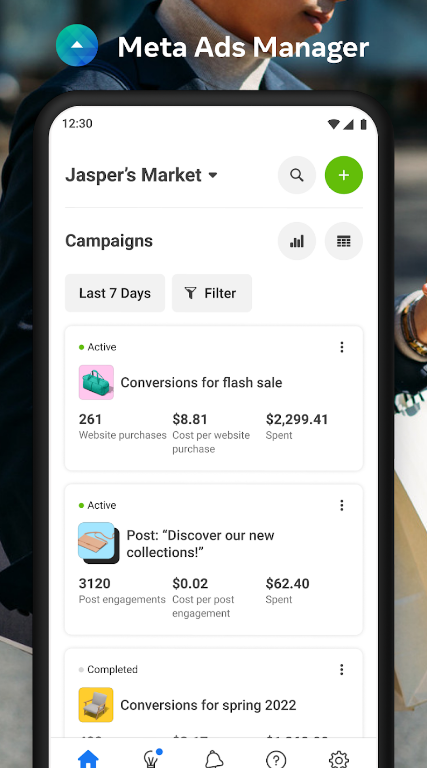 Meta Ads Manager
12:30
Jasper's Market
Campaigns
Last 7 Days
Filter
Active
Conversions for flash sale
261 $8.81 $2,299.41
Website purchases Cost per website Spent
purchase
Active
Post: “Discover our new
collections!”
3120 $0.02 $62.40
Post engagements Cost per post Spent
engagement
Completed
Conversions for spring 2022